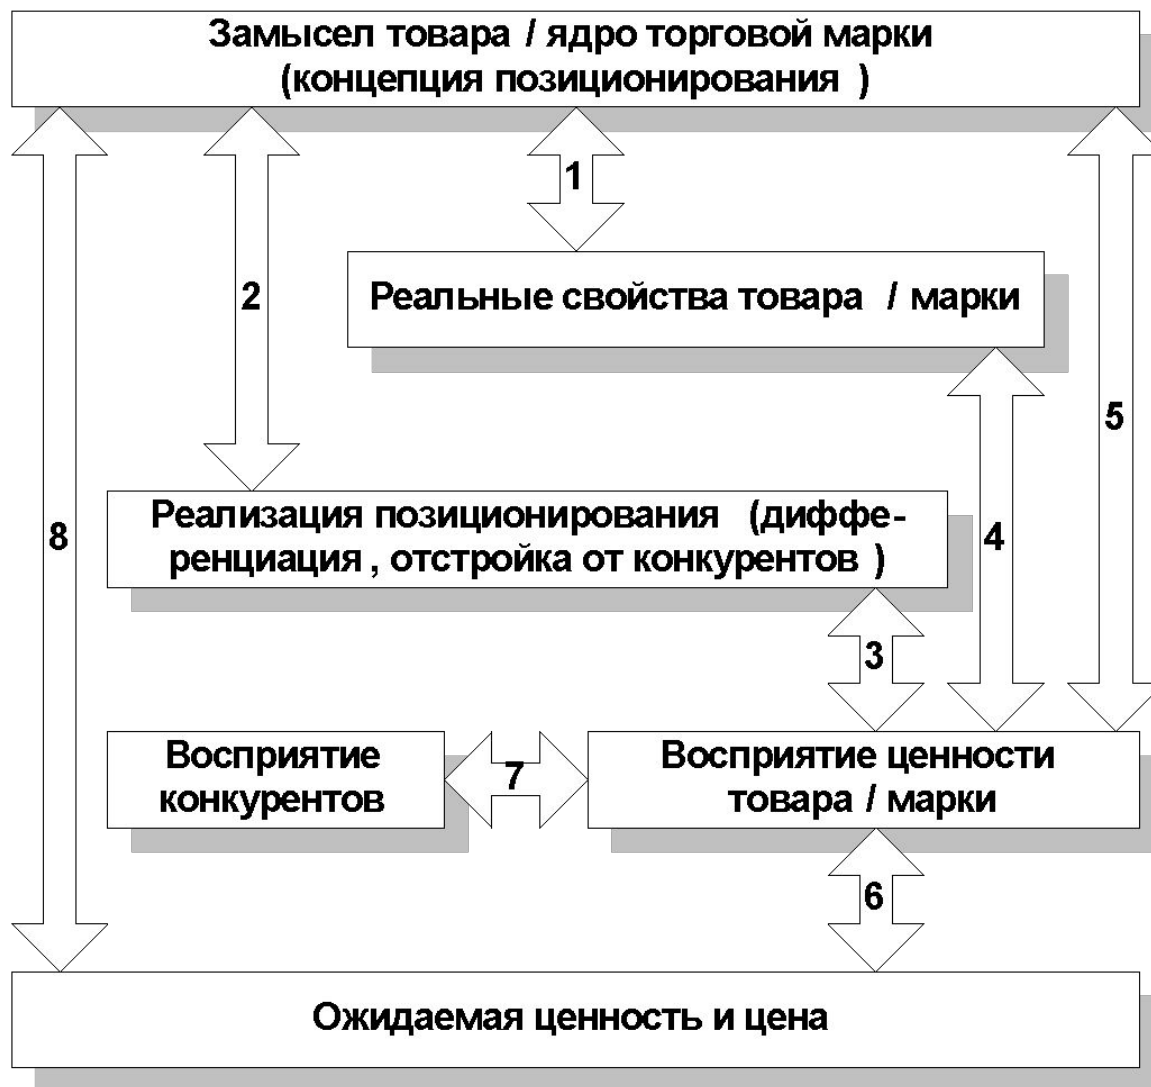 Замысел товара / ядро торговой марки
(концепция позиционирования )
1
Реальные свойства товара / марки
2
5
Реализация позиционирования (диффе-
ренциация , отстройка от конкурентов )
8
4
3
Восприятие
конкурентов
7
Восприятие ценности
товара / марки
6
Ожидаемая ценность и цена